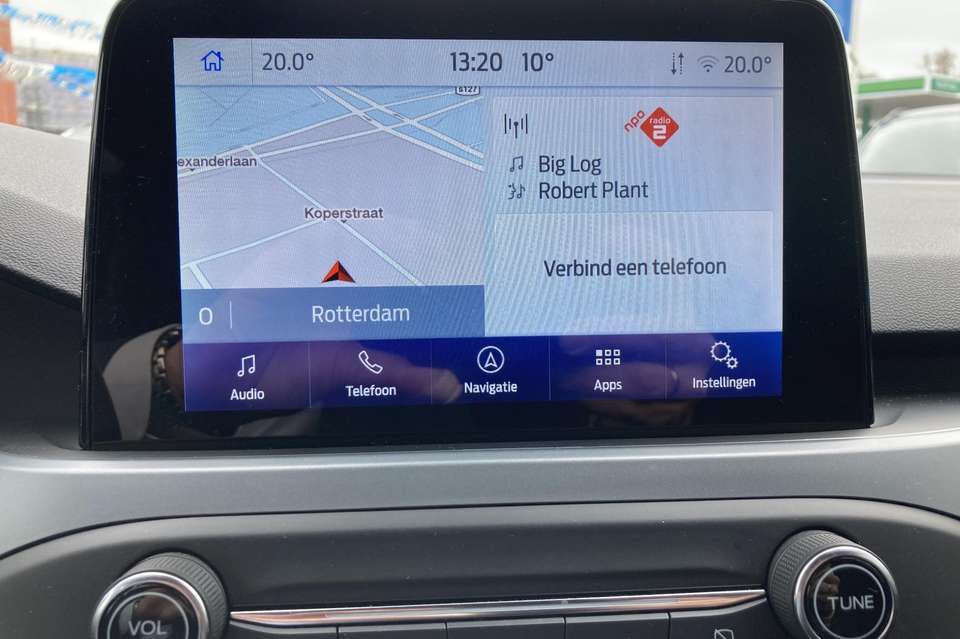 20.0°
13:20 10°
20.0°
s127
exanderlaan
Koperstraat
npo radio 2
Big Log
Robert Plant
Verbind een telefoon
0 Rotterdam
Audio
Telefoon
Navigatie
Apps
Instellingen
VOL
TUNE